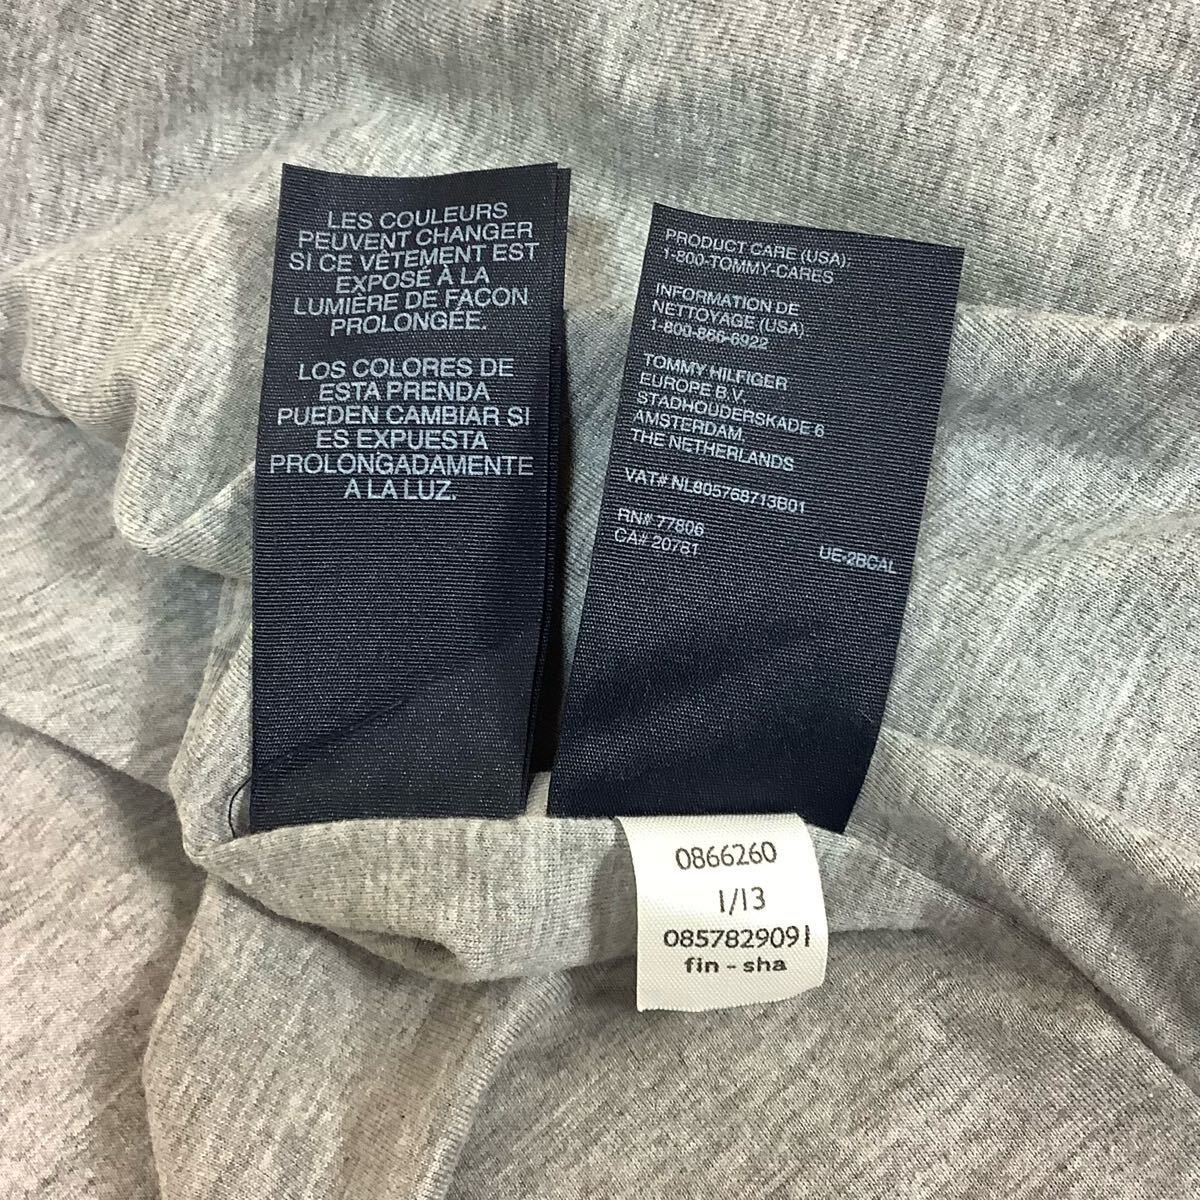 LES COULEURS
PEUVENT CHANGER
SI CE VÊTEMENT EST
EXPOSÉ À LA
LUMIÈRE DE FACON
PROLONGÉE.
LOS COLORES DE
ESTA PRENDA
PUEDEN CAMBIAR SI
ES EXPUESTA
PROLONGADAMENTE
A LA LUZ.
PRODUCT CARE (USA):
1-800-TOMMY-CARES
INFORMATION DE
NETTOYAGE (USA)
1-800-866-6922
TOMMY HILFIGER
EUROPE B.V.
STADHOUDERSKADE 6
AMSTERDAM,
THE NETHERLANDS
VAT# NL805768713B01
RN# 77806
CA# 20781
UE-2BCAL
0866260
1/13
0857829091
fin - sha